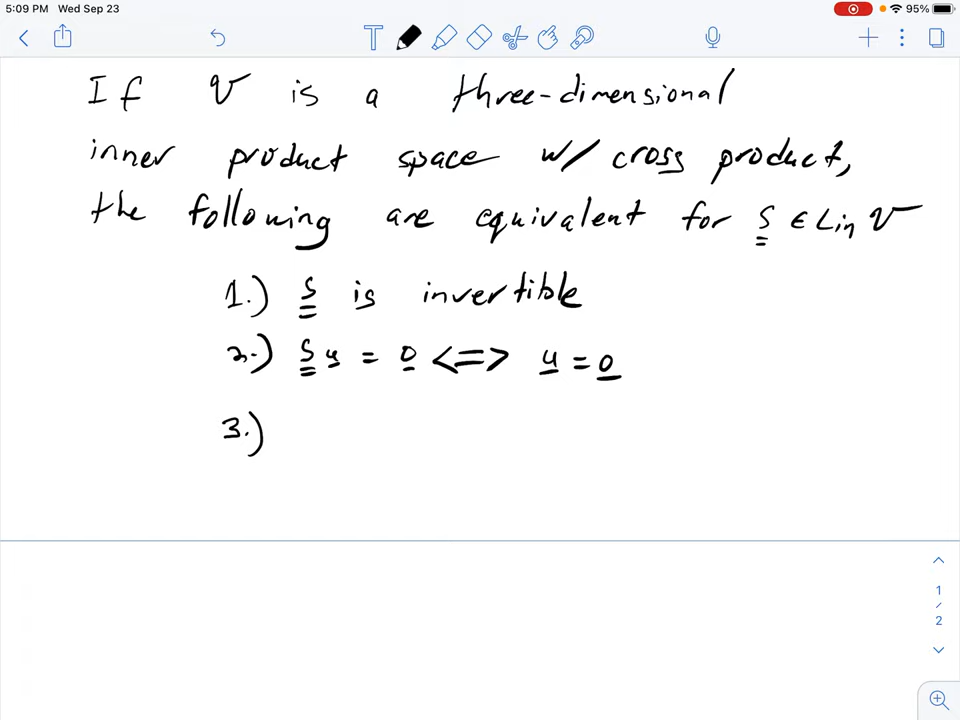 5:09 PM Wed Sep 23
95%
T
If V is a three-dimensional
inner product space w/ cross product,
the following are equivalent for S ∈ Lin V
1.) S is invertible
2.) S u = 0 <=> u = 0
3.)
1
/
2